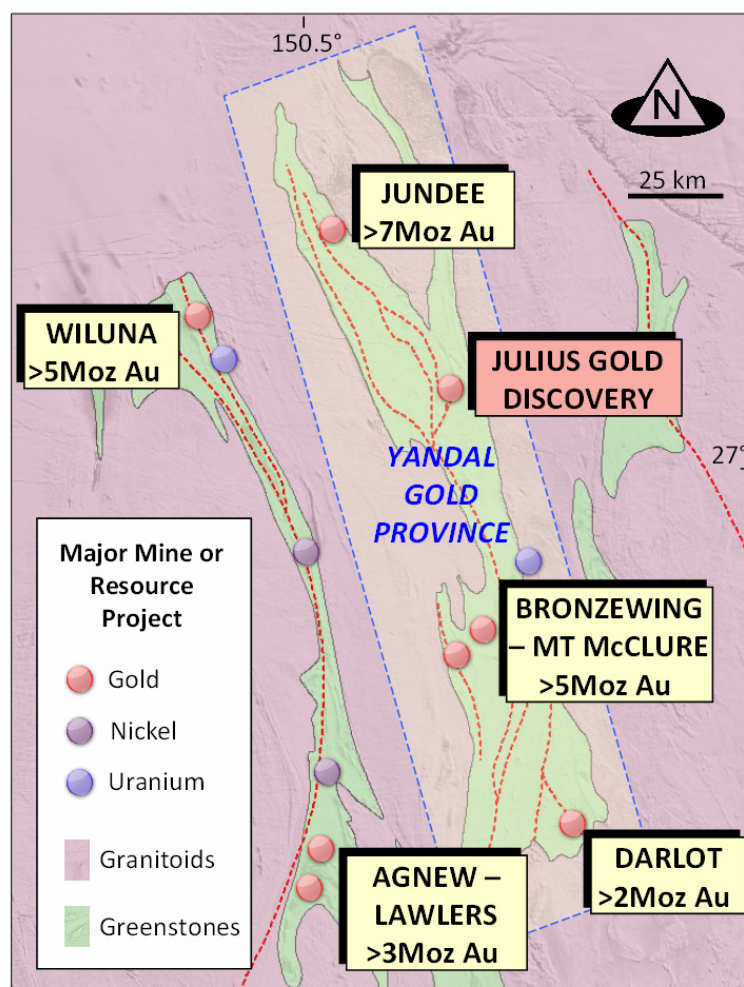 150.5°
N
25 km
JUNDEE
>7Moz Au
WILUNA
>5Moz Au
JULIUS GOLD
DISCOVERY
27°
YANDAL
GOLD
PROVINCE
Major Mine or
Resource
Project
Gold
Nickel
Uranium
Granitoids
Greenstones
BRONZEWING
– MT McCLURE
>5Moz Au
AGNEW –
LAWLERS
>3Moz Au
DARLOT
>2Moz Au